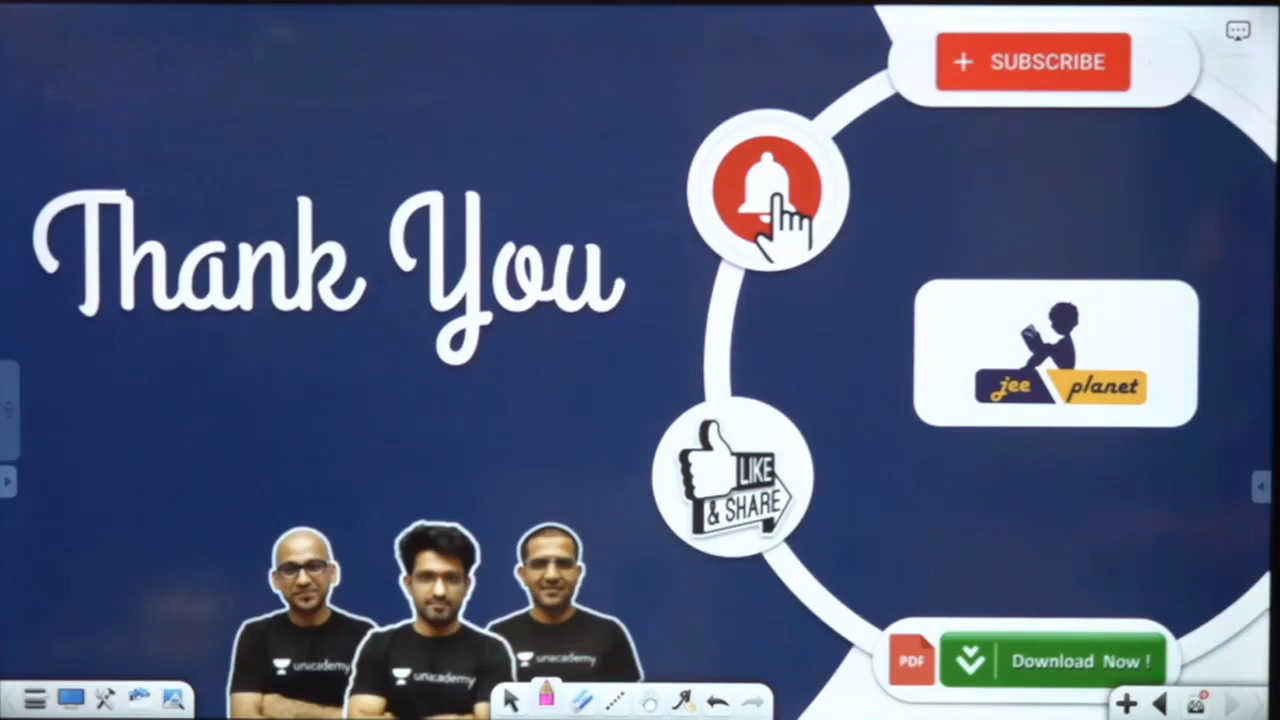 + SUBSCRIBE
Thank You
jee planet
LIKE
& SHARE
unacademy
unacademy
unacademy
PDF
Download Now !